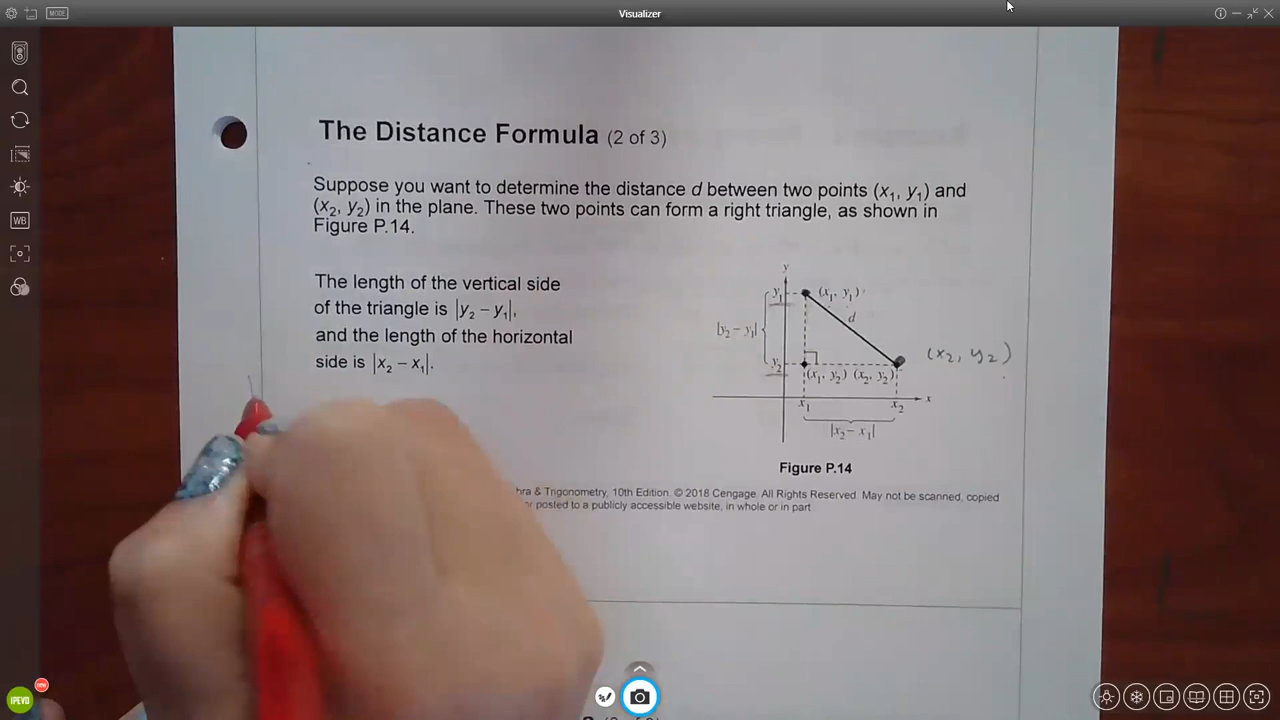 MODE
Visualizer
WB
The Distance Formula (2 of 3)
Suppose you want to determine the distance d between two points (x₁, y₁) and
(x₂, y₂) in the plane. These two points can form a right triangle, as shown in
Figure P.14.
The length of the vertical side
of the triangle is |y₂ − y₁|,
and the length of the horizontal
side is |x₂ − x₁|.
y
y₁
(x₁, y₁)
d
|y₂ − y₁|
(x₂, y₂)
y₂
(x₁, y₂) (x₂, y₂)
x
x₁ x₂
|x₂ − x₁|
Figure P.14
& Trigonometry, 10th Edition. © 2018 Cengage. All Rights Reserved. May not be scanned, copied
or posted to a publicly accessible website, in whole or in part
IPEVO